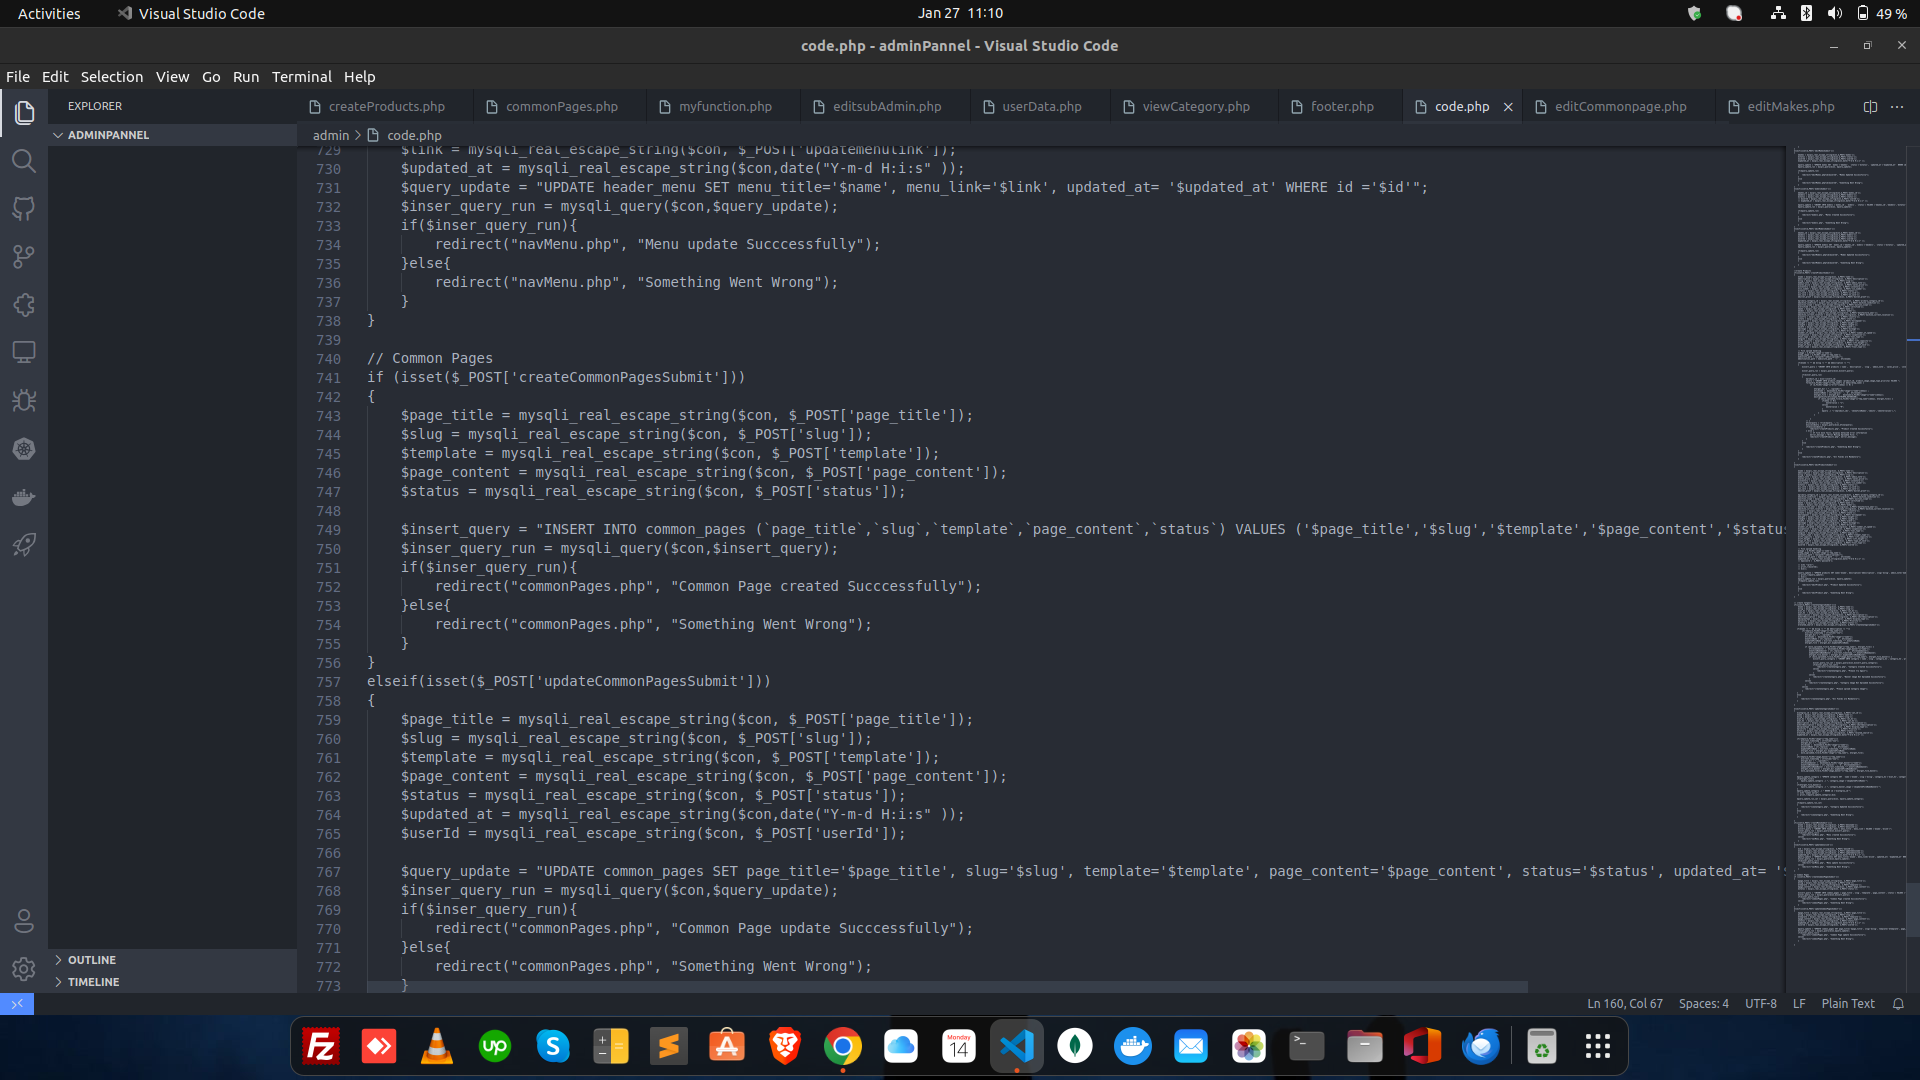 Activities
Visual Studio Code
Jan 27 11:10
49 %
code.php - adminPannel - Visual Studio Code
File Edit Selection View Go Run Terminal Help
EXPLORER
createProducts.php
commonPages.php
myfunction.php
editsubAdmin.php
userData.php
viewCategory.php
footer.php
code.php
editCommonpage.php
editMakes.php
ADMINPANNEL
admin > code.php
729 $link = mysqli_real_escape_string($con, $_POST['updatemenulink']);
730 $updated_at = mysqli_real_escape_string($con,date("Y-m-d H:i:s" ));
731 $query_update = "UPDATE header_menu SET menu_title='$name', menu_link='$link', updated_at= '$updated_at' WHERE id ='$id'";
732 $inser_query_run = mysqli_query($con,$query_update);
733 if($inser_query_run){
734 redirect("navMenu.php", "Menu update Succcessfully");
735 }else{
736 redirect("navMenu.php", "Something Went Wrong");
737 }
738 }
739
740 // Common Pages
741 if (isset($_POST['createCommonPagesSubmit']))
742 {
743 $page_title = mysqli_real_escape_string($con, $_POST['page_title']);
744 $slug = mysqli_real_escape_string($con, $_POST['slug']);
745 $template = mysqli_real_escape_string($con, $_POST['template']);
746 $page_content = mysqli_real_escape_string($con, $_POST['page_content']);
747 $status = mysqli_real_escape_string($con, $_POST['status']);
748
749 $insert_query = "INSERT INTO common_pages (`page_title`,`slug`,`template`,`page_content`,`status`) VALUES ('$page_title','$slug','$template','$page_content','$statu
750 $inser_query_run = mysqli_query($con,$insert_query);
751 if($inser_query_run){
752 redirect("commonPages.php", "Common Page created Succcessfully");
753 }else{
754 redirect("commonPages.php", "Something Went Wrong");
755 }
756 }
757 elseif(isset($_POST['updateCommonPagesSubmit']))
758 {
759 $page_title = mysqli_real_escape_string($con, $_POST['page_title']);
760 $slug = mysqli_real_escape_string($con, $_POST['slug']);
761 $template = mysqli_real_escape_string($con, $_POST['template']);
762 $page_content = mysqli_real_escape_string($con, $_POST['page_content']);
763 $status = mysqli_real_escape_string($con, $_POST['status']);
764 $updated_at = mysqli_real_escape_string($con,date("Y-m-d H:i:s" ));
765 $userId = mysqli_real_escape_string($con, $_POST['userId']);
766
767 $query_update = "UPDATE common_pages SET page_title='$page_title', slug='$slug', template='$template', page_content='$page_content', status='$status', updated_at= '
768 $inser_query_run = mysqli_query($con,$query_update);
769 if($inser_query_run){
770 redirect("commonPages.php", "Common Page update Succcessfully");
771 }else{
772 redirect("commonPages.php", "Something Went Wrong");
773 }
OUTLINE
TIMELINE
Ln 160, Col 67
Spaces: 4
UTF-8
LF
Plain Text
Fz
up
S
Monday
14